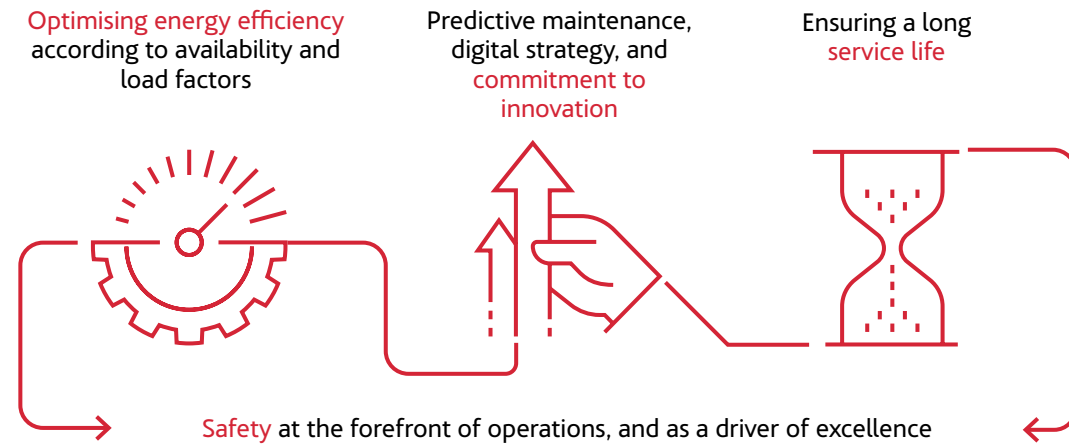 Optimising energy efficiency
according to availability and
load factors
Predictive maintenance,
digital strategy, and
commitment to
innovation
Ensuring a long
service life
Safety at the forefront of operations, and as a driver of excellence